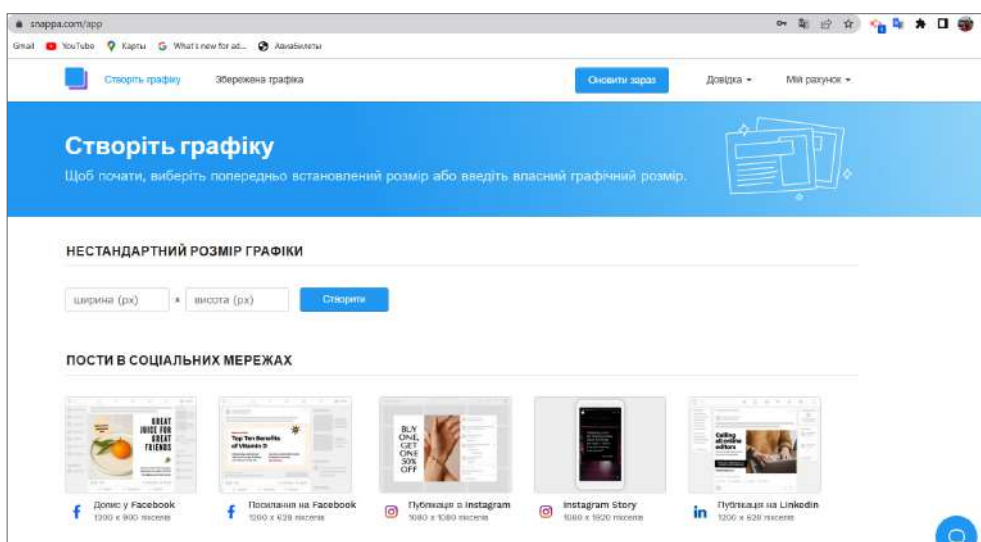 snappa.com/app
Gmail YouTube Карты What's new for ad... Авиабилеты
Створіть графіку Збережена графіка Оновити зараз Довідка Мій рахунок
Створіть графіку
Щоб почати, виберіть попередньо встановлений розмір або введіть власний графічний розмір.
НЕСТАНДАРТНИЙ РОЗМІР ГРАФІКИ
ширина (px) x висота (px) Створити
ПОСТИ В СОЦІАЛЬНИХ МЕРЕЖАХ
GREAT
JUICE FOR
GREAT
FRIENDS
Top Ten Benefits
of Vitamin D
BUY
ONE,
GET
ONE
50%
OFF
Calling
all online
editors
Допис у Facebook
1200 x 900 пікселів
Посилання на Facebook
1200 x 628 пікселів
Публікація в Instagram
1080 x 1080 пікселів
Instagram Story
1080 x 1920 пікселів
Публікація на Linkedin
1200 x 628 пікселів